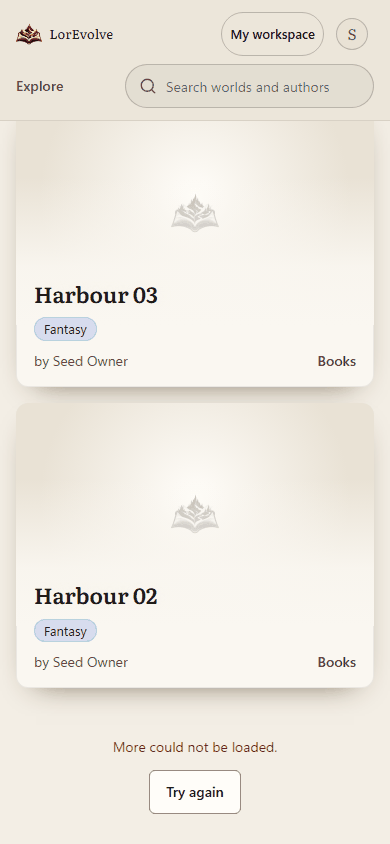 LorEvolve
My workspace
S
Explore
Search worlds and authors
Harbour 03
Fantasy
by Seed Owner
Books
Harbour 02
Fantasy
by Seed Owner
Books
More could not be loaded.
Try again